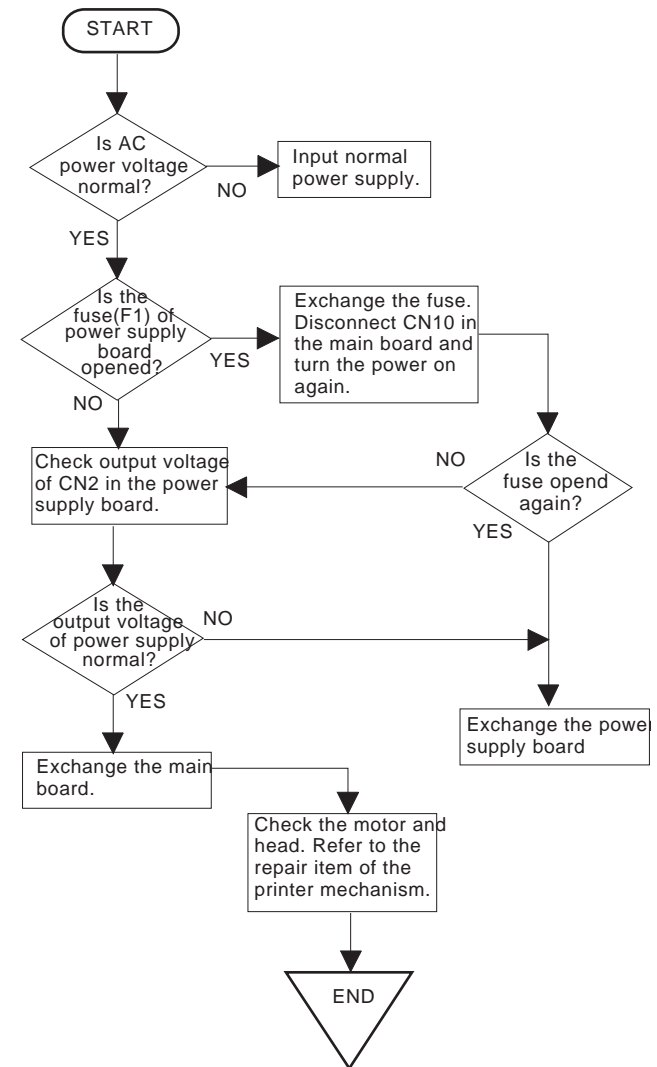 START
Is AC
power voltage
normal?
NO
Input normal
power supply.
YES
Is the
fuse(F1) of
power supply
board
opened?
YES
Exchange the fuse.
Disconnect CN10 in
the main board and
turn the power on
again.
NO
Check output voltage
of CN2 in the power
supply board.
NO
Is the
fuse opend
again?
YES
Is the
output voltage
of power supply
normal?
NO
YES
Exchange the power
supply board
Exchange the main
board.
Check the motor and
head. Refer to the
repair item of the
printer mechanism.
END